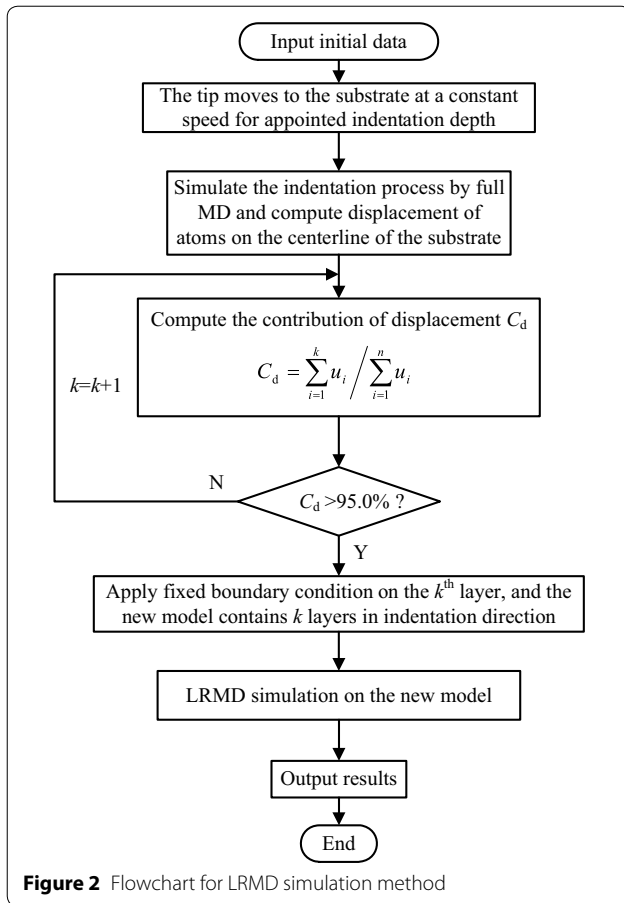 Input initial data
The tip moves to the substrate at a constant
speed for appointed indentation depth
Simulate the indentation process by full
MD and compute displacement of
atoms on the centerline of the substrate
Compute the contribution of displacement C_d
C_d = \sum_{i=1}^{k} u_i / \sum_{i=1}^{n} u_i
k=k+1
N
C_d >95.0% ?
Y
Apply fixed boundary condition on the k^th layer, and the
new model contains k layers in indentation direction
LRMD simulation on the new model
Output results
End
Figure 2 Flowchart for LRMD simulation method